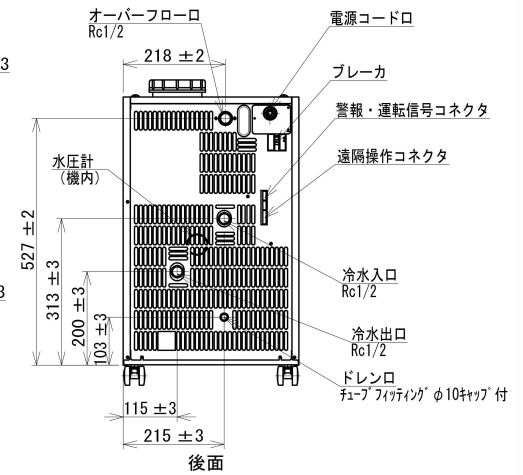 オーバーフロー口
Rc1/2
電源コード口
218 ±2
ブレーカ
3
警報・運転信号コネクタ
水圧計
(機内)
遠隔操作コネクタ
527 ±2
313 ±3
200 ±3
103 ±3
3
冷水入口
Rc1/2
冷水出口
Rc1/2
ドレン口
チューブフィッティング φ10キャップ付
115 ±3
215 ±3
後面